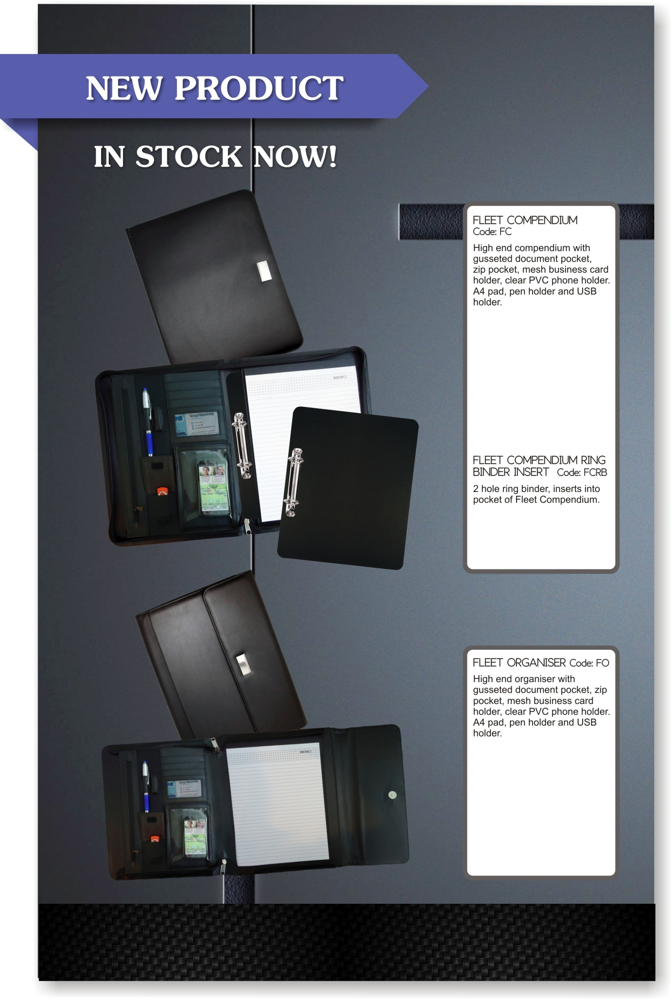 NEW PRODUCT
IN STOCK NOW!
FLEET COMPENDIUM
Code: FC
High end compendium with
gusseted document pocket,
zip pocket, mesh business card
holder, clear PVC phone holder.
A4 pad, pen holder and USB
holder.
MEMO
FLEET COMPENDIUM RING
BINDER INSERT Code: FCRB
2 hole ring binder, inserts into
pocket of Fleet Compendium.
FLEET ORGANISER Code: FO
High end organiser with
gusseted document pocket, zip
pocket, mesh business card
holder, clear PVC phone holder.
A4 pad, pen holder and USB
holder.
MEMO